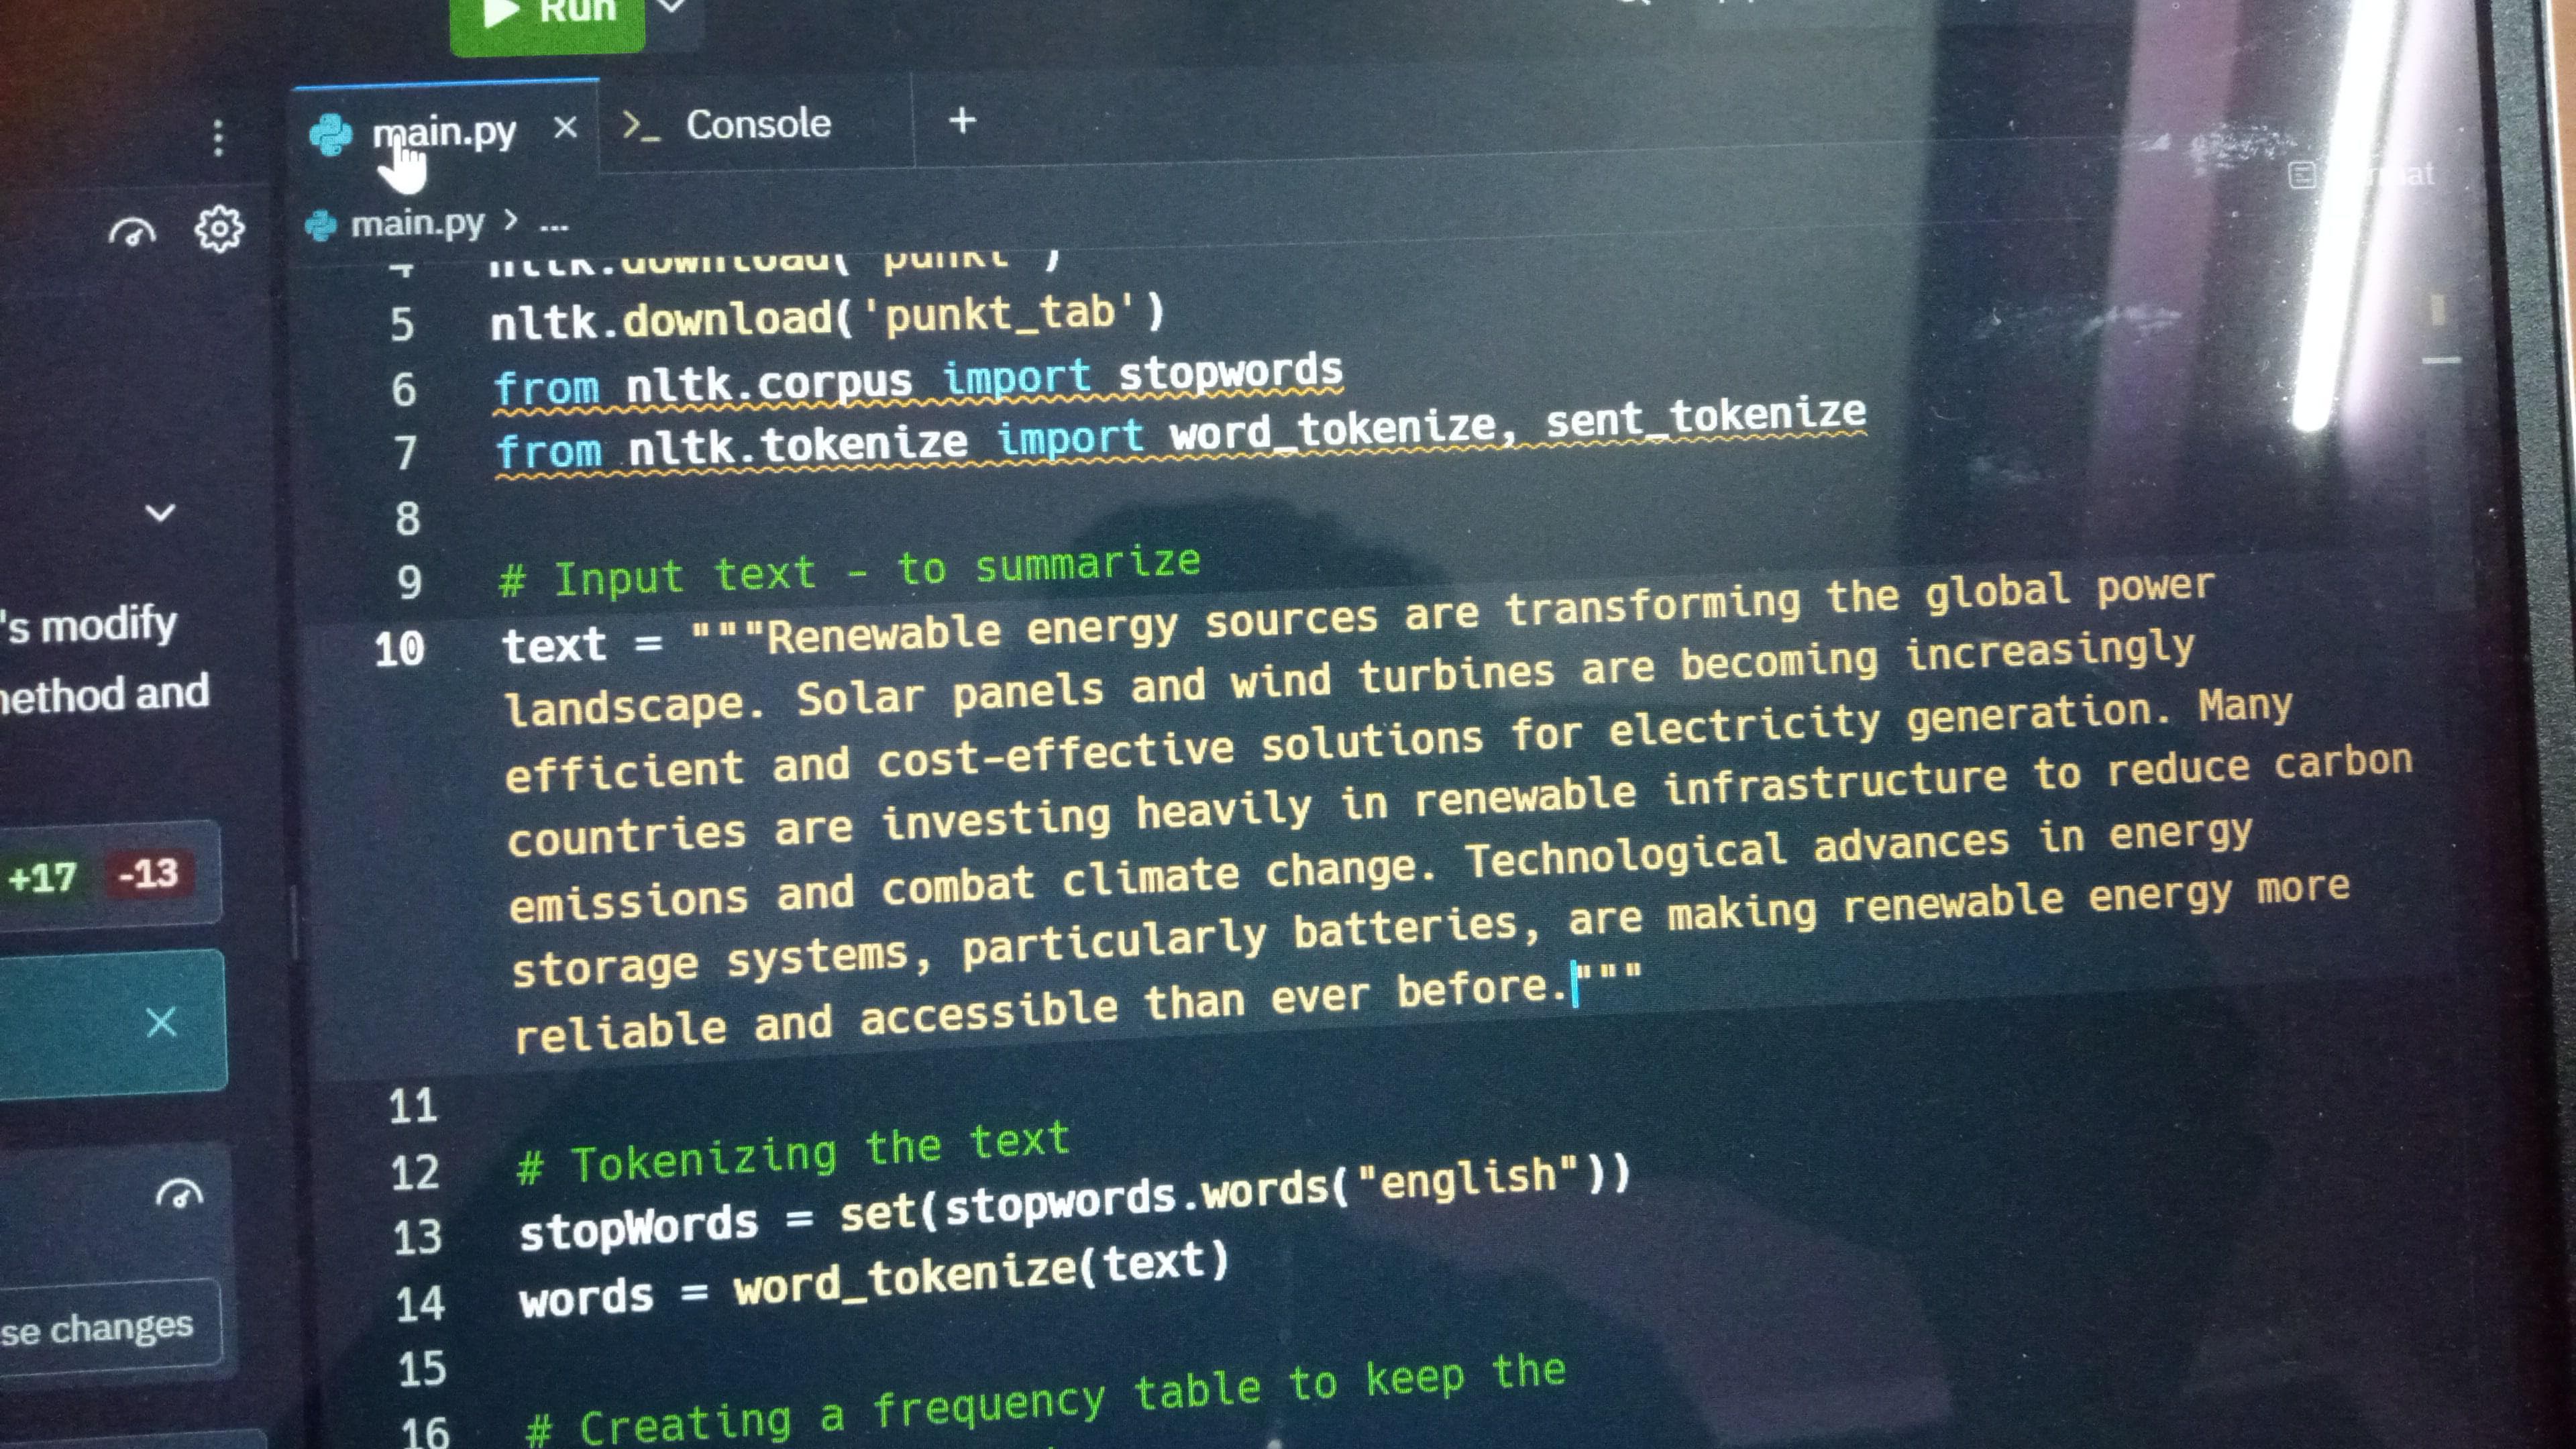 Run
main.py
Console
main.py > ...
4 nltk.download('punkt')
5 nltk.download('punkt_tab')
6 from nltk.corpus import stopwords
7 from nltk.tokenize import word_tokenize, sent_tokenize
8
9 # Input text - to summarize
10 text = """Renewable energy sources are transforming the global power
landscape. Solar panels and wind turbines are becoming increasingly
efficient and cost-effective solutions for electricity generation. Many
countries are investing heavily in renewable infrastructure to reduce carbon
emissions and combat climate change. Technological advances in energy
storage systems, particularly batteries, are making renewable energy more
reliable and accessible than ever before."""
11
12 # Tokenizing the text
13 stopWords = set(stopwords.words("english"))
14 words = word_tokenize(text)
15
16 # Creating a frequency table to keep the
's modify
method and
+17 -13
se changes